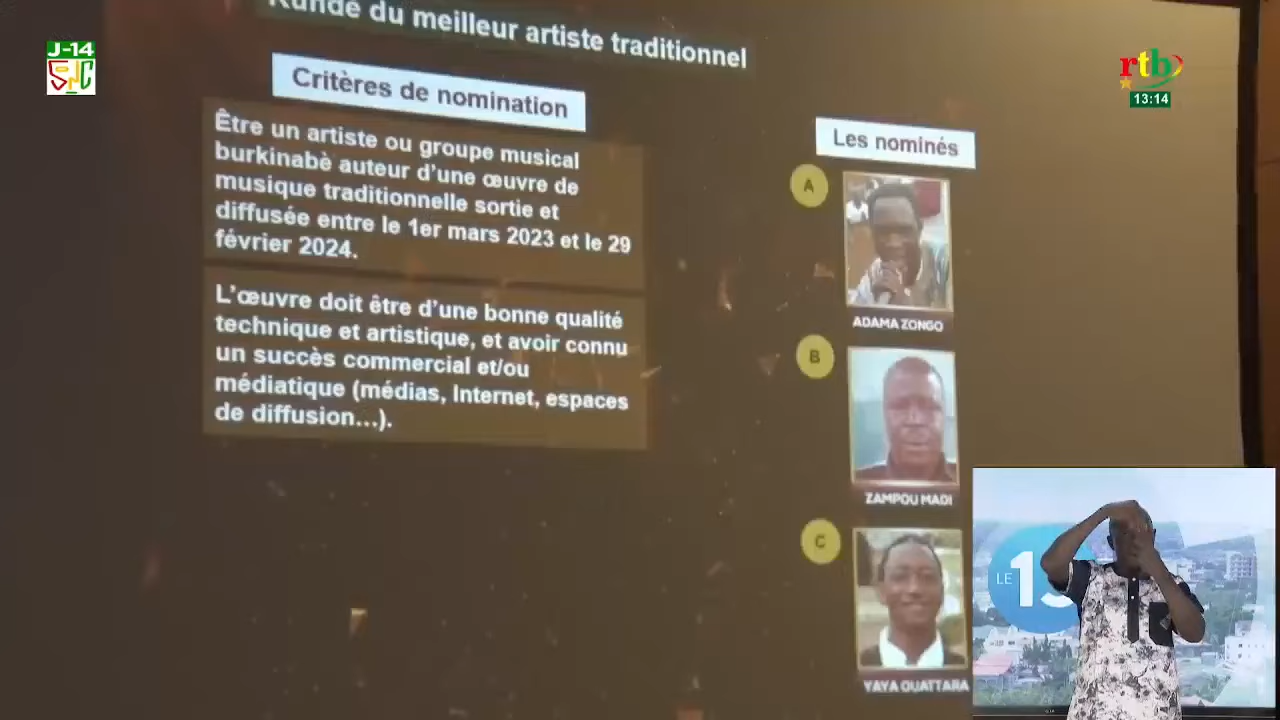 J-14
SNC
rtb
13:14
Kundé du meilleur artiste traditionnel
Critères de nomination
Être un artiste ou groupe musical
burkinabè auteur d'une œuvre de
musique traditionnelle sortie et
diffusée entre le 1er mars 2023 et le 29
février 2024.
L'œuvre doit être d'une bonne qualité
technique et artistique, et avoir connu
un succès commercial et/ou
médiatique (médias, Internet, espaces
de diffusion...).
Les nominés
A
ADAMA ZONGO
B
ZAMPOU MADI
C
YAYA OUATTARA
LE 13